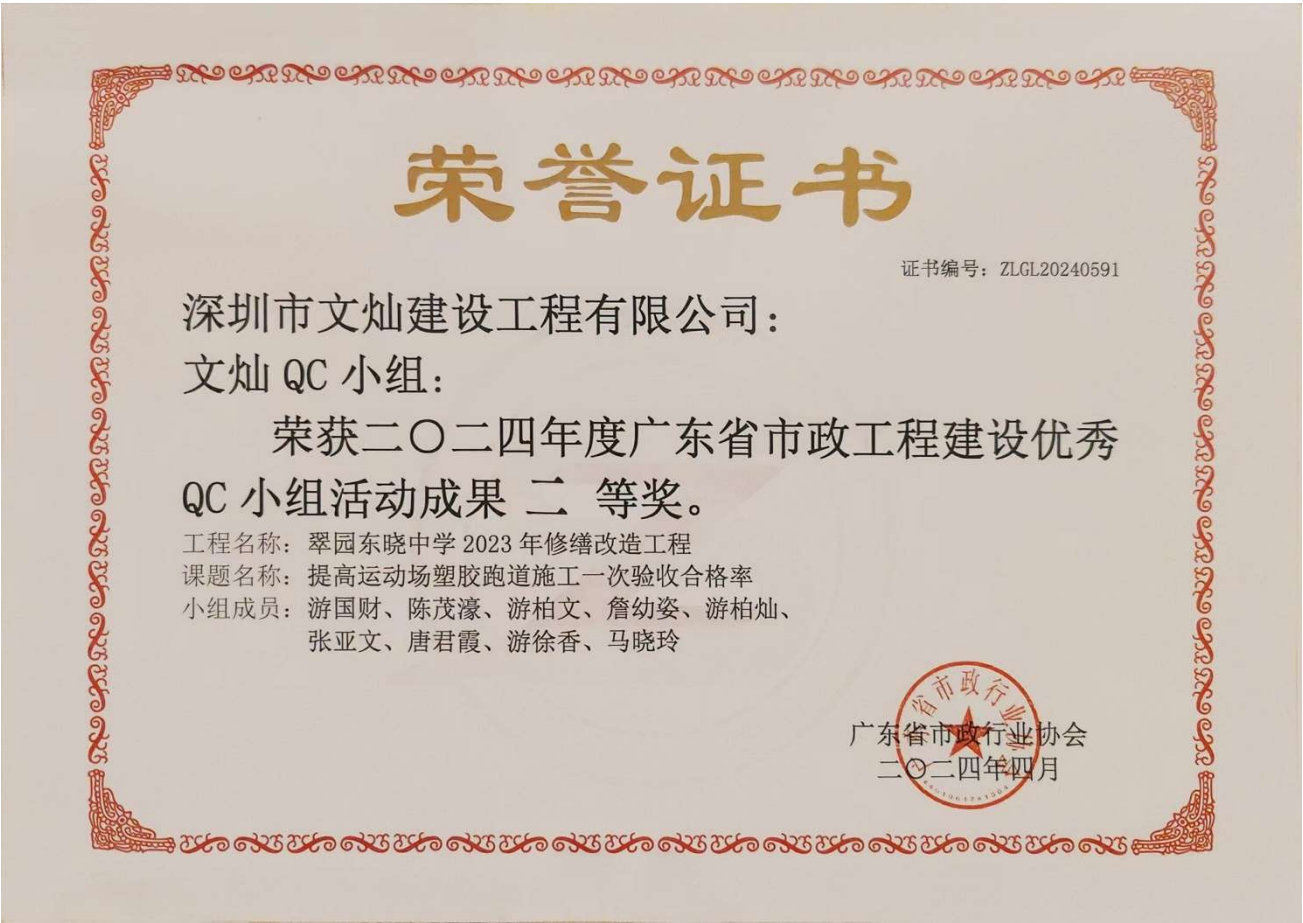 荣誉证书
证书编号：ZLGL20240591
深圳市文灿建设工程有限公司：
文灿 QC 小组：
荣获二〇二四年度广东省市政工程建设优秀
QC 小组活动成果 二 等奖。
工程名称：翠园东晓中学 2023 年修缮改造工程
课题名称：提高运动场塑胶跑道施工一次验收合格率
小组成员：游国财、陈茂濠、游柏文、詹幼姿、游柏灿、
张亚文、唐君霞、游徐香、马晓玲
广东省市政行业协会
二〇二四年四月